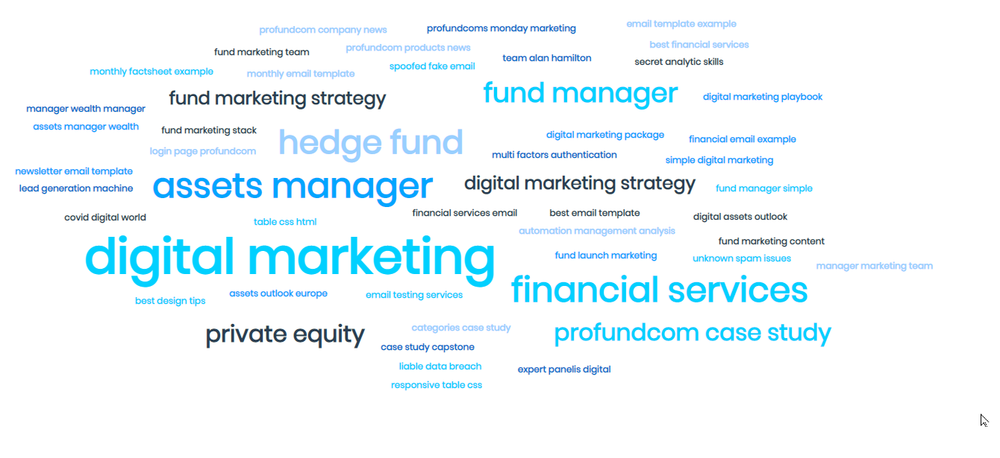 email template example
profundcoms monday marketing
profundcom company news
best financial services
profundcom products news
fund marketing team
team alan hamilton
secret analytic skills
spoofed fake email
monthly factsheet example
monthly email template
fund manager
fund marketing strategy
digital marketing playbook
manager wealth manager
assets manager wealth
fund marketing stack
hedge fund
digital marketing package
financial email example
login page profundcom
multi factors authentication
simple digital marketing
newsletter email template
assets manager
digital marketing strategy
lead generation machine
fund manager simple
financial services email
best email template
covid digital world
digital assets outlook
table css html
automation management analysis
fund marketing content
digital marketing
fund launch marketing
unknown spam issues
manager marketing team
financial services
assets outlook europe
email testing services
best design tips
categories case study
private equity
profundcom case study
case study capstone
liable data breach
expert panelis digital
responsive table css